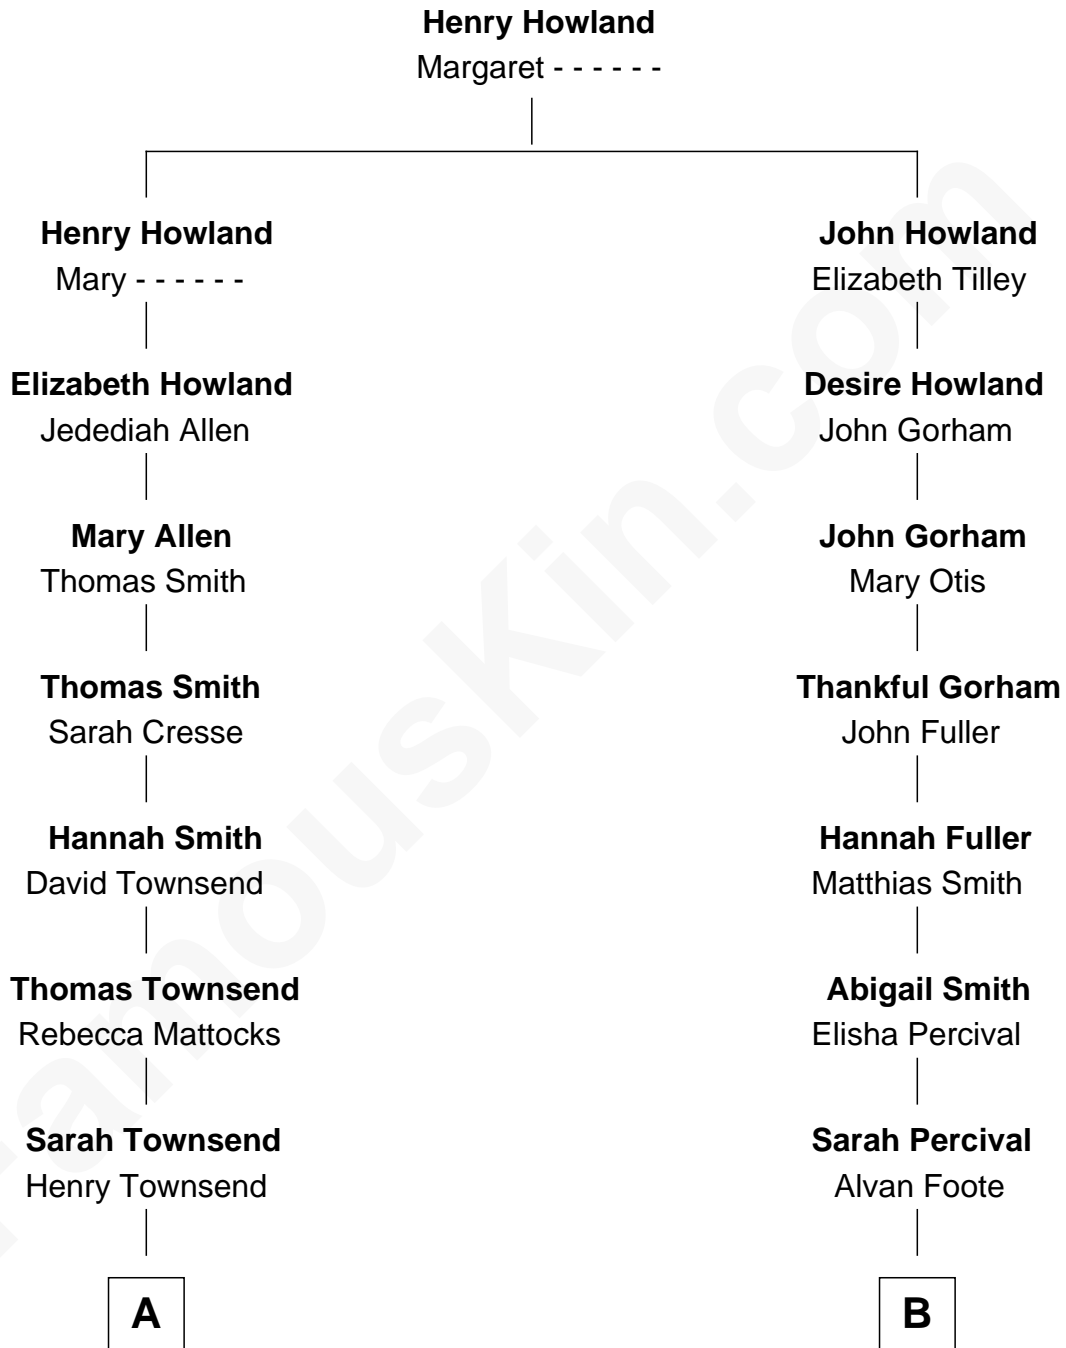 Henry Howland
Margaret - - - - - -
Henry Howland
Mary - - - - - -
Elizabeth Howland
Jedediah Allen
Mary Allen
Thomas Smith
Thomas Smith
Sarah Cresse
Hannah Smith
David Townsend
Thomas Townsend
Rebecca Mattocks
Sarah Townsend
Henry Townsend
A
John Howland
Elizabeth Tilley
Desire Howland
John Gorham
John Gorham
Mary Otis
Thankful Gorham
John Fuller
Hannah Fuller
Matthias Smith
Abigail Smith
Elisha Percival
Sarah Percival
Alvan Foote
B
FamousKin.com